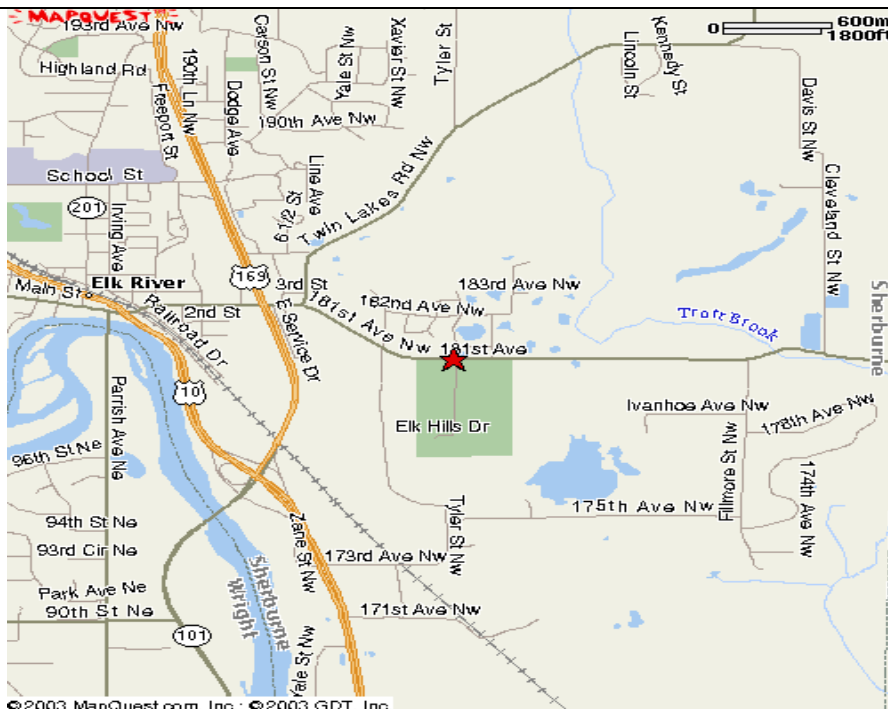 MAPQUEST
193rd Ave Nw
Highland Rd
190th Ln Nw
Freeport St
Dodge Ave
Carson St Nw
Yale St Nw
Xavier St Nw
Tyler St
Lincoln St
Kennedy St
0 600m
1800ft
190th Ave Nw
Davis St Nw
School St
201
Irving Ave
Line Ave
6 1/2 St
Twin Lakes Rd Nw
Cleveland St Nw
169
3rd St
Elk River
Main St
Railroad Dr
2nd St
E Service Dr
181st Ave Nw
182nd Ave Nw
183rd Ave Nw
181st Ave
Trott Brook
Sherburne
10
Parrish Ave Ne
96th St Ne
Elk Hills Dr
Ivanhoe Ave Nw
178th Ave Nw
Fillmore St Nw
174th Ave Nw
94th St Ne
93rd Cir Ne
Zane St Nw
Tyler St Nw
175th Ave Nw
173rd Ave Nw
Park Ave Ne
90th St Ne
Sherburne
Wright
171st Ave Nw
101
Yale St Nw
©2003 MapQuest.com, Inc.; ©2003 GDT, Inc.